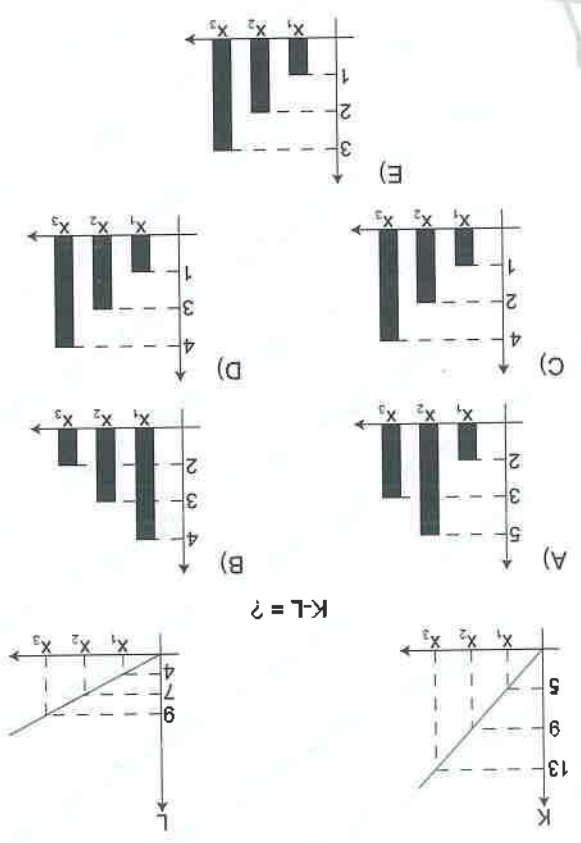 K
13
9
5
x₁ x₂ x₃
L
9
7
4
x₁ x₂ x₃
K-L = ?
A)
5
3
2
x₁ x₂ x₃
B)
4
3
2
x₁ x₂ x₃
C)
4
2
1
x₁ x₂ x₃
D)
4
3
1
x₁ x₂ x₃
E)
3
2
1
x₁ x₂ x₃